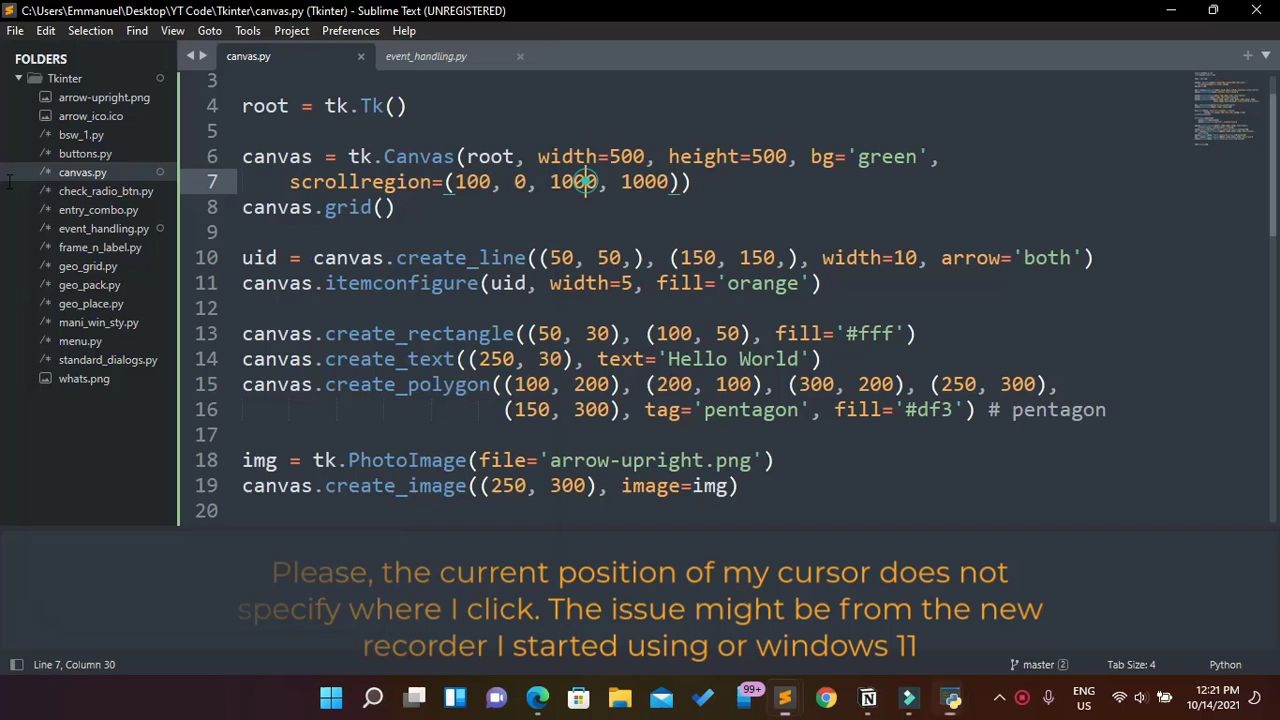 C:\Users\Emmanuel\Desktop\YT Code\Tkinter\canvas.py (Tkinter) - Sublime Text (UNREGISTERED)
File Edit Selection Find View Goto Tools Project Preferences Help
FOLDERS
Tkinter
arrow-upright.png
arrow_ico.ico
bsw_1.py
buttons.py
canvas.py
check_radio_btn.py
entry_combo.py
event_handling.py
frame_n_label.py
geo_grid.py
geo_pack.py
geo_place.py
mani_win_sty.py
menu.py
standard_dialogs.py
whats.png
canvas.py event_handling.py
3
4 root = tk.Tk()
5
6 canvas = tk.Canvas(root, width=500, height=500, bg='green',
7 scrollregion=(100, 0, 1000, 1000))
8 canvas.grid()
9
10 uid = canvas.create_line((50, 50,), (150, 150,), width=10, arrow='both')
11 canvas.itemconfigure(uid, width=5, fill='orange')
12
13 canvas.create_rectangle((50, 30), (100, 50), fill='#fff')
14 canvas.create_text((250, 30), text='Hello World')
15 canvas.create_polygon((100, 200), (200, 100), (300, 200), (250, 300),
16 (150, 300), tag='pentagon', fill='#df3') # pentagon
17
18 img = tk.PhotoImage(file='arrow-upright.png')
19 canvas.create_image((250, 300), image=img)
20
Please, the current position of my cursor does not
specify where I click. The issue might be from the new
recorder I started using or windows 11
Line 7, Column 30 master 2 Tab Size: 4 Python
99+
ENG
US
12:21 PM
10/14/2021